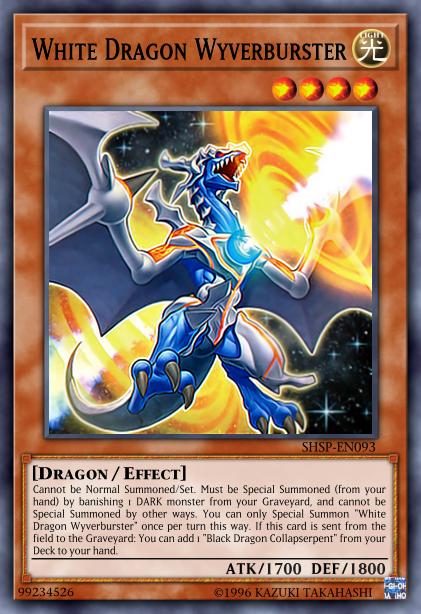 White Dragon Wyverburster
LIGHT
光
SHSP-EN093
[Dragon / Effect]
Cannot be Normal Summoned/Set. Must be Special Summoned (from your
hand) by banishing 1 DARK monster from your Graveyard, and cannot be
Special Summoned by other ways. You can only Special Summon "White
Dragon Wyverburster" once per turn this way. If this card is sent from the
field to the Graveyard: You can add 1 "Black Dragon Collapserpent" from your
Deck to your hand.
ATK/1700 DEF/1800
99234526
©1996 KAZUKI TAKAHASHI